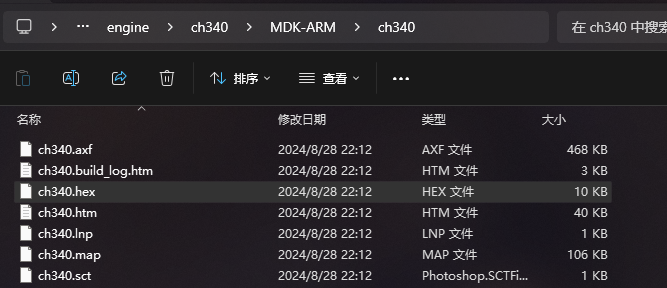 … engine ch340 MDK-ARM ch340 在 ch340 中搜索
排序 查看 •••
名称 修改日期 类型 大小
ch340.axf 2024/8/28 22:12 AXF 文件 468 KB
ch340.build_log.htm 2024/8/28 22:12 HTM 文件 3 KB
ch340.hex 2024/8/28 22:12 HEX 文件 10 KB
ch340.htm 2024/8/28 22:12 HTM 文件 40 KB
ch340.lnp 2024/8/28 22:12 LNP 文件 1 KB
ch340.map 2024/8/28 22:12 MAP 文件 106 KB
ch340.sct 2024/8/28 22:12 Photoshop.SCTFi... 1 KB